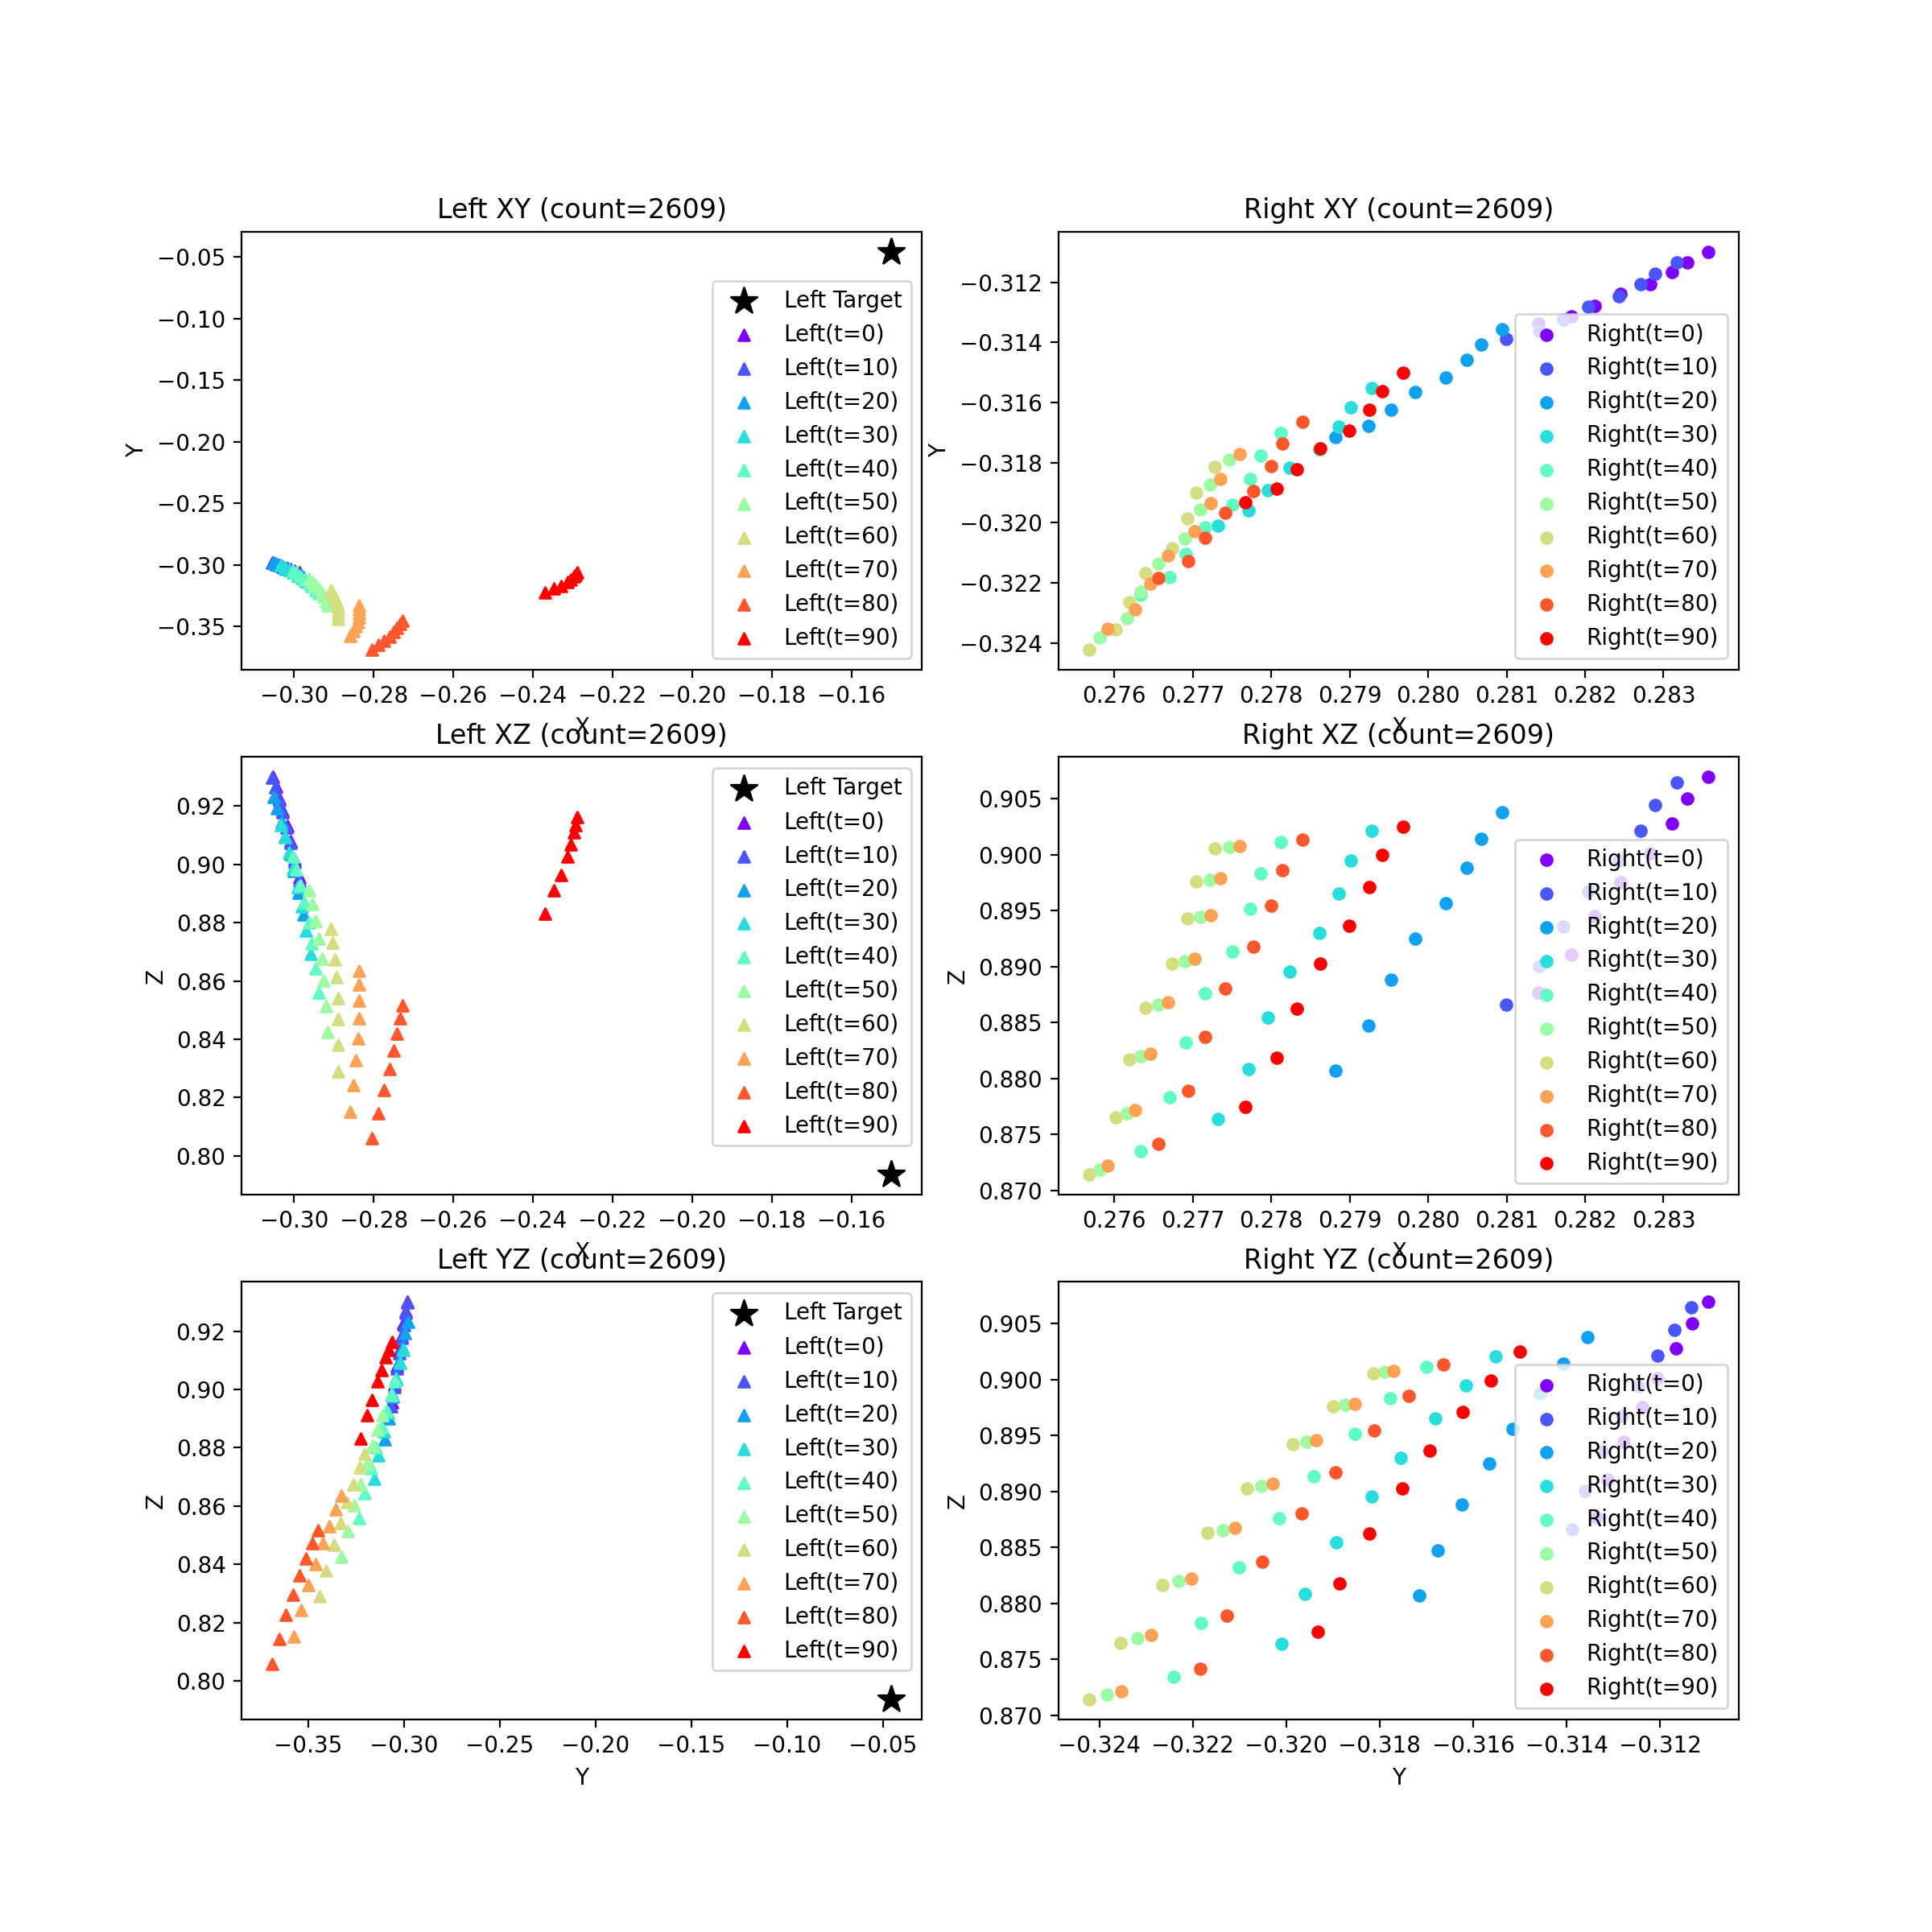 Left XY (count=2609)
Y
−0.05
−0.10
−0.15
−0.20
−0.25
−0.30
−0.35
Left Target
Left(t=0)
Left(t=10)
Left(t=20)
Left(t=30)
Left(t=40)
Left(t=50)
Left(t=60)
Left(t=70)
Left(t=80)
Left(t=90)
−0.30 −0.28 −0.26 −0.24 −0.22 −0.20 −0.18 −0.16
X
Right XY (count=2609)
Y
−0.312
−0.314
−0.316
−0.318
−0.320
−0.322
−0.324
Right(t=0)
Right(t=10)
Right(t=20)
Right(t=30)
Right(t=40)
Right(t=50)
Right(t=60)
Right(t=70)
Right(t=80)
Right(t=90)
0.276 0.277 0.278 0.279 0.280 0.281 0.282 0.283
X
Left XZ (count=2609)
Z
0.92
0.90
0.88
0.86
0.84
0.82
0.80
Left Target
Left(t=0)
Left(t=10)
Left(t=20)
Left(t=30)
Left(t=40)
Left(t=50)
Left(t=60)
Left(t=70)
Left(t=80)
Left(t=90)
−0.30 −0.28 −0.26 −0.24 −0.22 −0.20 −0.18 −0.16
X
Right XZ (count=2609)
Z
0.905
0.900
0.895
0.890
0.885
0.880
0.875
0.870
Right(t=0)
Right(t=10)
Right(t=20)
Right(t=30)
Right(t=40)
Right(t=50)
Right(t=60)
Right(t=70)
Right(t=80)
Right(t=90)
0.276 0.277 0.278 0.279 0.280 0.281 0.282 0.283
X
Left YZ (count=2609)
Z
0.92
0.90
0.88
0.86
0.84
0.82
0.80
Left Target
Left(t=0)
Left(t=10)
Left(t=20)
Left(t=30)
Left(t=40)
Left(t=50)
Left(t=60)
Left(t=70)
Left(t=80)
Left(t=90)
−0.35 −0.30 −0.25 −0.20 −0.15 −0.10 −0.05
Y
Right YZ (count=2609)
Z
0.905
0.900
0.895
0.890
0.885
0.880
0.875
0.870
Right(t=0)
Right(t=10)
Right(t=20)
Right(t=30)
Right(t=40)
Right(t=50)
Right(t=60)
Right(t=70)
Right(t=80)
Right(t=90)
−0.324 −0.322 −0.320 −0.318 −0.316 −0.314 −0.312
Y